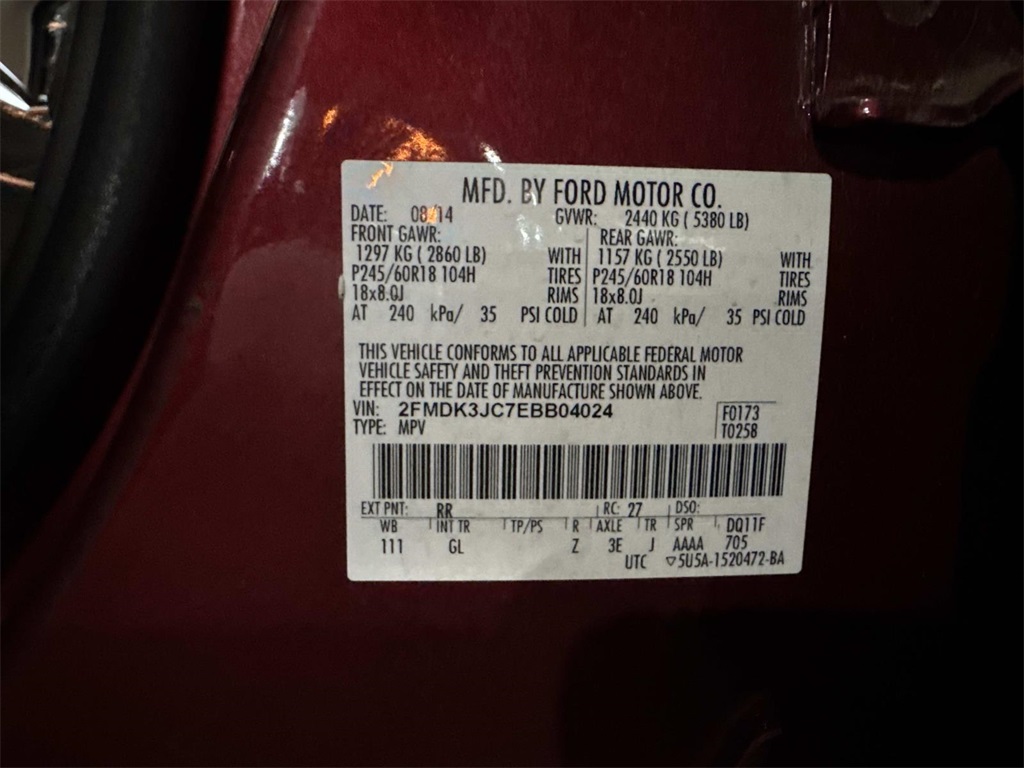 MFD. BY FORD MOTOR CO.
DATE: 08/14 GVWR: 2440 KG ( 5380 LB)
FRONT GAWR: REAR GAWR:
1297 KG ( 2860 LB) WITH 1157 KG ( 2550 LB) WITH
P245/60R18 104H TIRES P245/60R18 104H TIRES
18x8.0J RIMS 18x8.0J RIMS
AT 240 kPa/ 35 PSI COLD AT 240 kPa/ 35 PSI COLD
THIS VEHICLE CONFORMS TO ALL APPLICABLE FEDERAL MOTOR
VEHICLE SAFETY AND THEFT PREVENTION STANDARDS IN
EFFECT ON THE DATE OF MANUFACTURE SHOWN ABOVE.
VIN: 2FMDK3JC7EBB04024 F0173
TYPE: MPV T0258
EXT PNT: RR RC: 27 DSO:
WB INT TR TP/PS R AXLE TR SPR DQ11F
111 GL Z 3E J AAAA 705
UTC ▽5U5A-1520472-BA